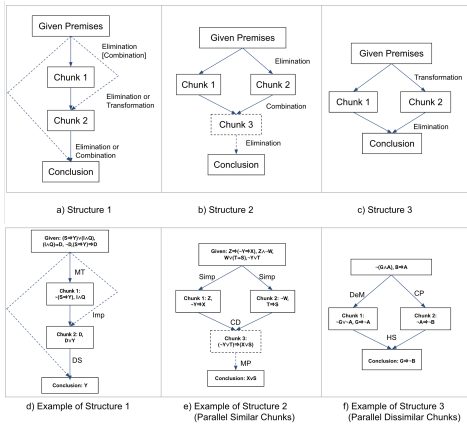 Given Premises
Elimination
[Combination]
Chunk 1
Elimination or
Transformation
Chunk 2
Elimination or
Combination
Conclusion
a) Structure 1
Given Premises
Elimination
Chunk 1
Chunk 2
Combination
Chunk 3
Elimination
Conclusion
b) Structure 2
Given Premises
Transformation
Chunk 1
Chunk 2
Elimination
Conclusion
c) Structure 3
MT
Chunk 1:
¬(S⇒Y), I∧Q
Imp
Chunk 2: D,
D∨Y
DS
Conclusion: Y
d) Example of Structure 1
Given: Z⇒(¬Y⇒X), Z∧¬W,
W∨(T⇒S), ¬Y∨T
Simp
Simp
Chunk 1: Z,
¬Y⇒X
Chunk 2: ¬W,
T⇒S
CD
Chunk 3:
(¬Y∨T)⇒(X∨S)
MP
Conclusion: X∨S
e) Example of Structure 2
(Parallel Similar Chunks)
¬(G∧A), B⇒A
DeM
CP
Chunk 1:
¬G∨¬A, G⇒¬A
Chunk 2:
¬A⇒¬B
HS
Conclusion: G⇒¬B
f) Example of Structure 3
(Parallel Dissimilar Chunks)